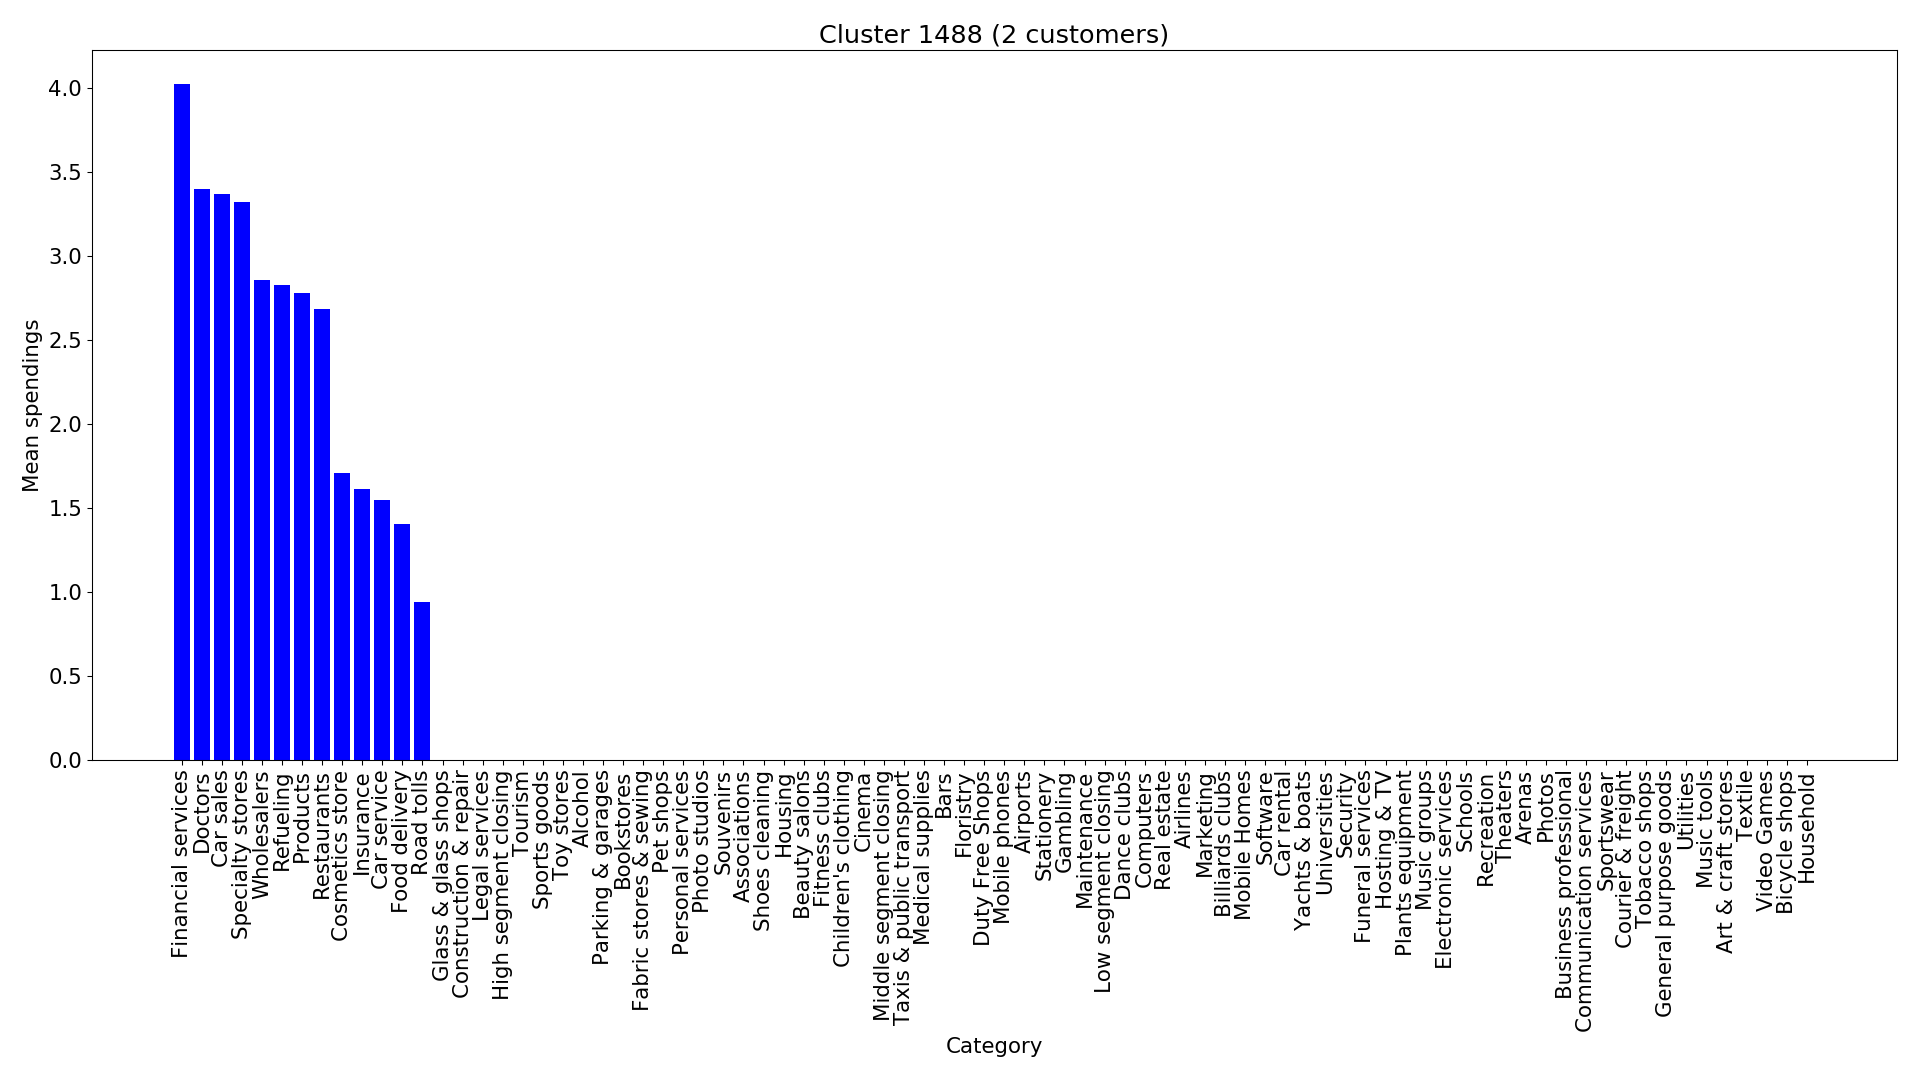 Cluster 1488 (2 customers)
Mean spendings
4.0
3.5
3.0
2.5
2.0
1.5
1.0
0.5
0.0
Financial services
Doctors
Car sales
Specialty stores
Wholesalers
Refueling
Products
Restaurants
Cosmetics store
Insurance
Car service
Food delivery
Road tolls
Glass & glass shops
Construction & repair
Legal services
High segment closing
Tourism
Sports goods
Toy stores
Alcohol
Parking & garages
Bookstores
Fabric stores & sewing
Pet shops
Personal services
Photo studios
Souvenirs
Associations
Shoes cleaning
Housing
Beauty salons
Fitness clubs
Children's clothing
Cinema
Middle segment closing
Taxis & public transport
Medical supplies
Bars
Floristry
Duty Free Shops
Mobile phones
Airports
Stationery
Gambling
Maintenance
Low segment closing
Dance clubs
Computers
Real estate
Airlines
Marketing
Billiards clubs
Mobile Homes
Software
Car rental
Yachts & boats
Universities
Security
Funeral services
Hosting & TV
Plants equipment
Music groups
Electronic services
Schools
Recreation
Theaters
Arenas
Photos
Business professional
Communication services
Sportswear
Courier & freight
Tobacco shops
General purpose goods
Utilities
Music tools
Art & craft stores
Textile
Video Games
Bicycle shops
Household
Category